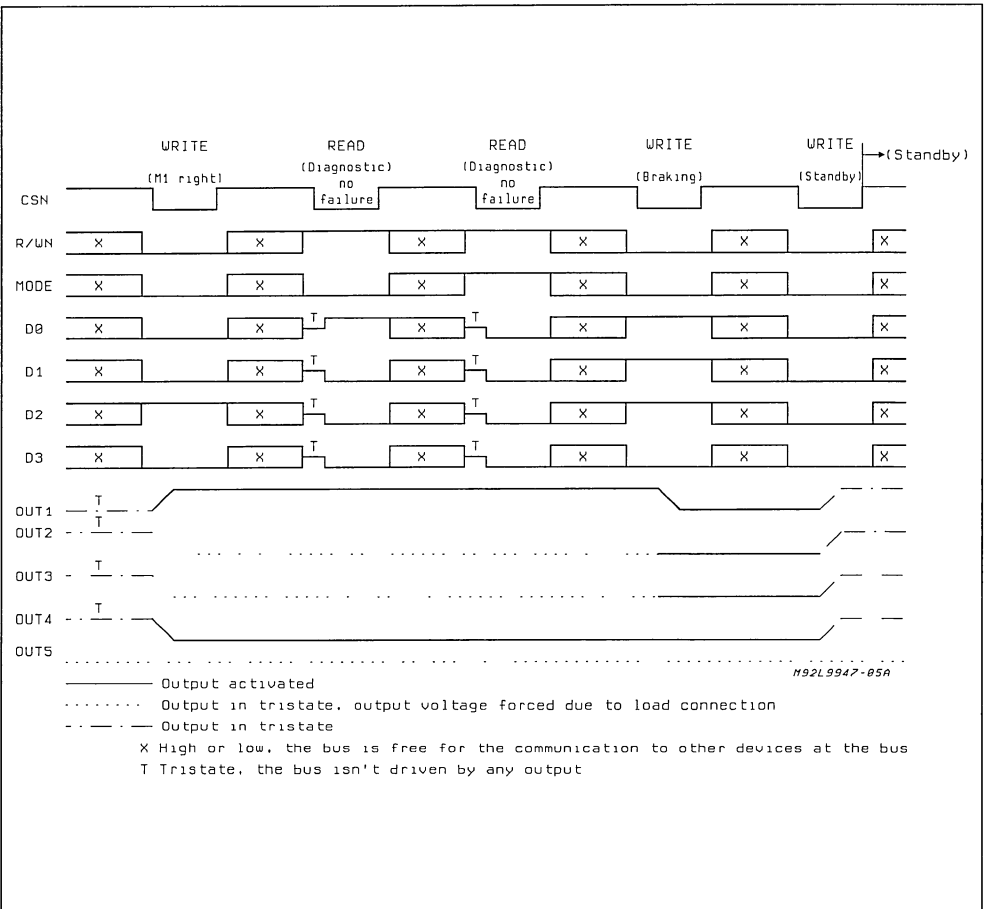 WRITE READ READ WRITE WRITE
→(Standby)
(M1 right) (Diagnostic) no failure (Diagnostic) no failure (Braking) (Standby)
CSN
R/WN X X X X X X
MODE X X X X X X
T T
D0 X X X X X X
T T
D1 X X X X X X
T T
D2 X X X X X X
T T
D3 X X X X X X
T
OUT1
T
OUT2
T
OUT3
T
OUT4
OUT5
M92L9947-05A
Output activated
Output in tristate. output voltage forced due to load connection
Output in tristate
X High or low, the bus is free for the communication to other devices at the bus
T Tristate, the bus isn't driven by any output